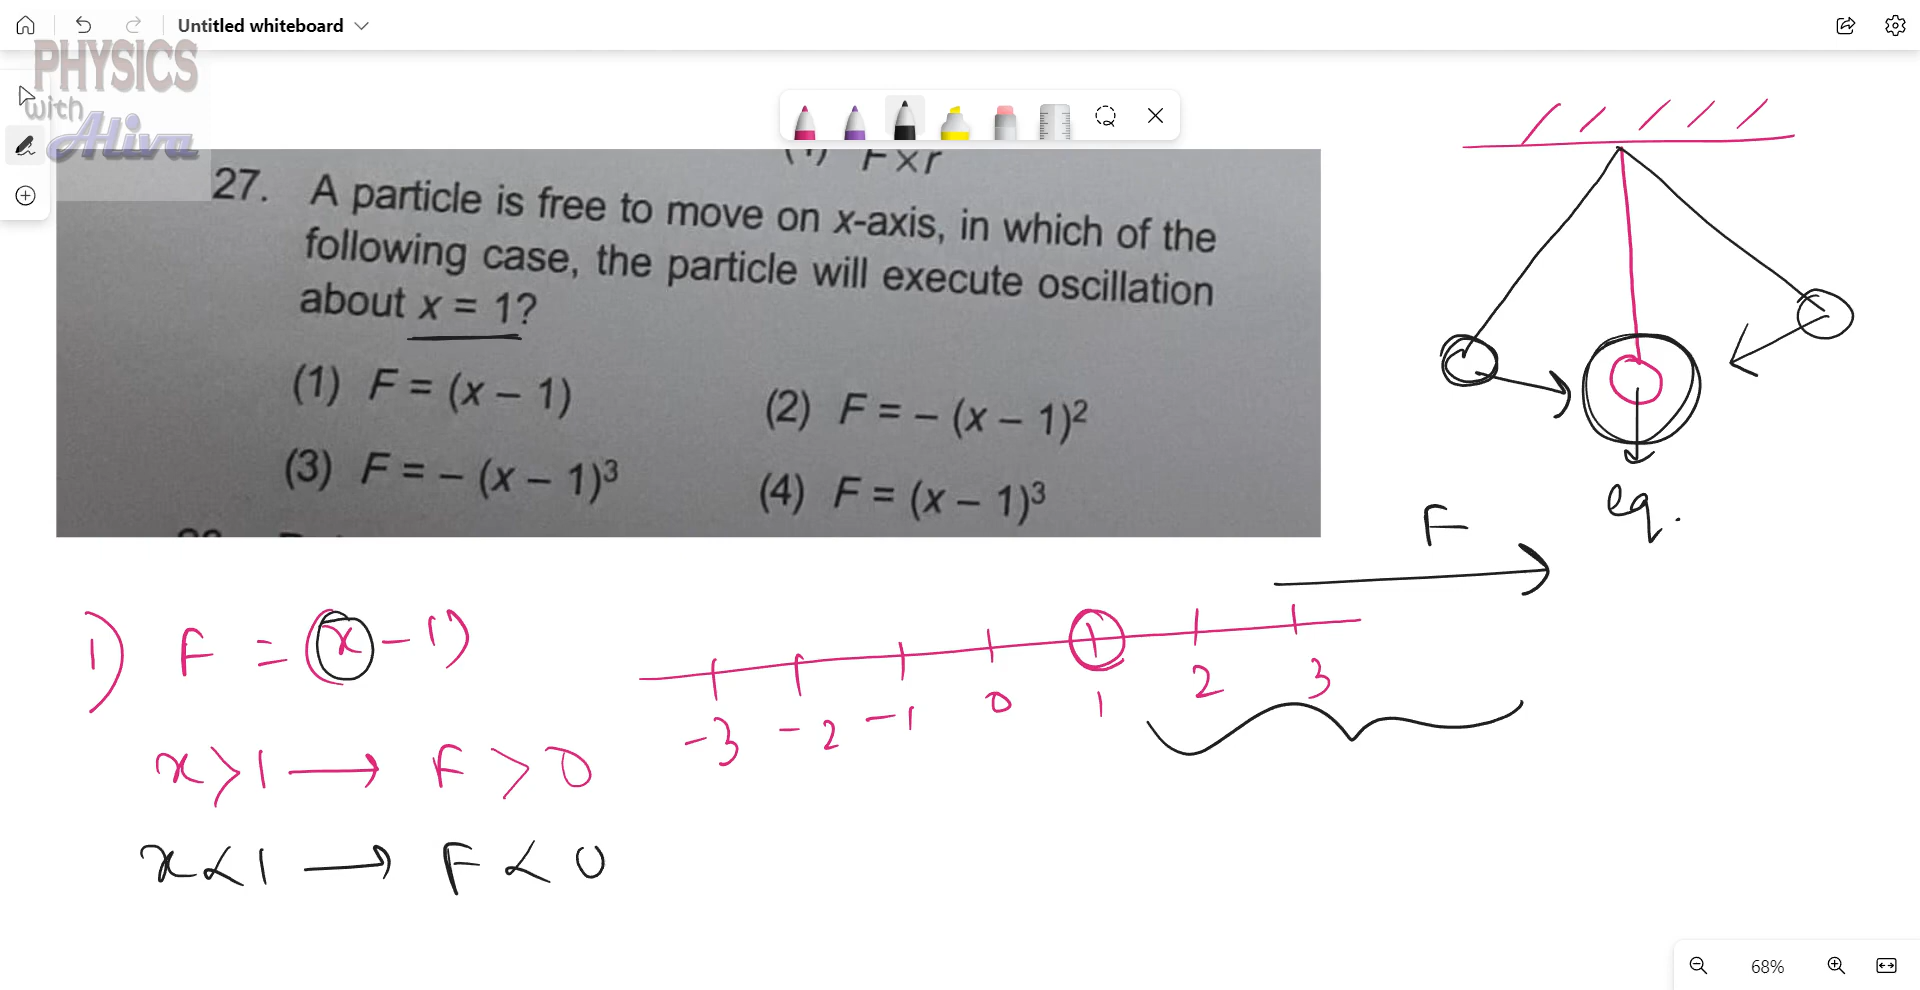 Untitled whiteboard
PHYSICS
with
Aliva
F×r
27. A particle is free to move on x-axis, in which of the
following case, the particle will execute oscillation
about x = 1?
(1) F = (x – 1)
(2) F = – (x – 1)²
(3) F = – (x – 1)³
(4) F = (x – 1)³
eq.
F
1) F = (x - 1)
-3 -2 -1 0 1 2 3
x > 1 → F > 0
x < 1 → F < 0
68%